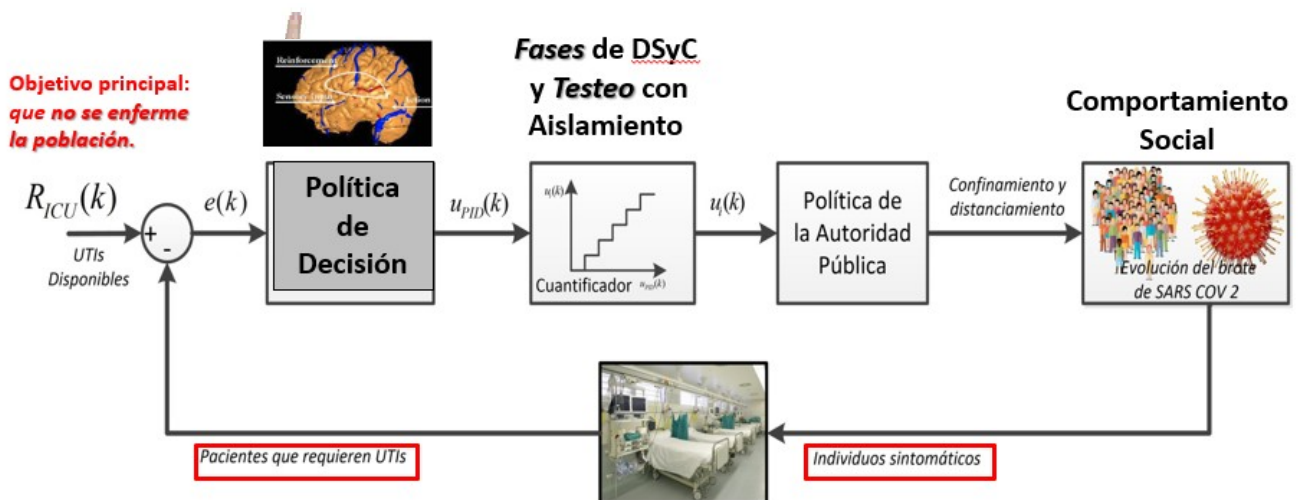 Objetivo principal:
que no se enferme
la población.
Reinforcement
Fases de DSyC
y Testeo con
Aislamiento
Comportamiento
Social
R_ICU(k)
+
-
UTIs
Disponibles
e(k)
Política
de
Decisión
u_PID(k)
u_i(k)
Cuantificador u_PID(k)
u_i(k)
Política de
la Autoridad
Pública
Confinamiento y
distanciamiento
Evolución del brote
de SARS COV 2
Pacientes que requieren UTIs
Individuos sintomáticos